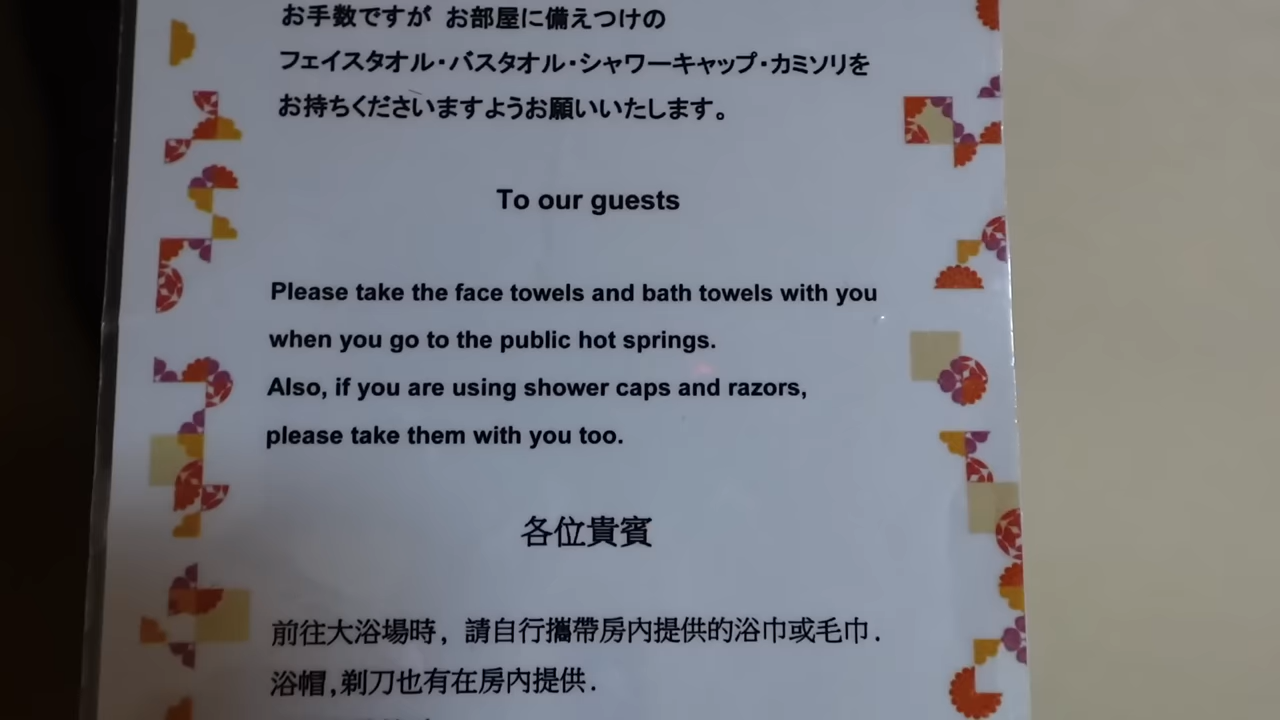 お手数ですが お部屋に備えつけの
フェイスタオル・バスタオル・シャワーキャップ・カミソリを
お持ちくださいますようお願いいたします。
To our guests
Please take the face towels and bath towels with you
when you go to the public hot springs.
Also, if you are using shower caps and razors,
please take them with you too.
各位貴賓
前往大浴場時, 請自行攜帶房內提供的浴巾或毛巾.
浴帽,剃刀也有在房內提供.